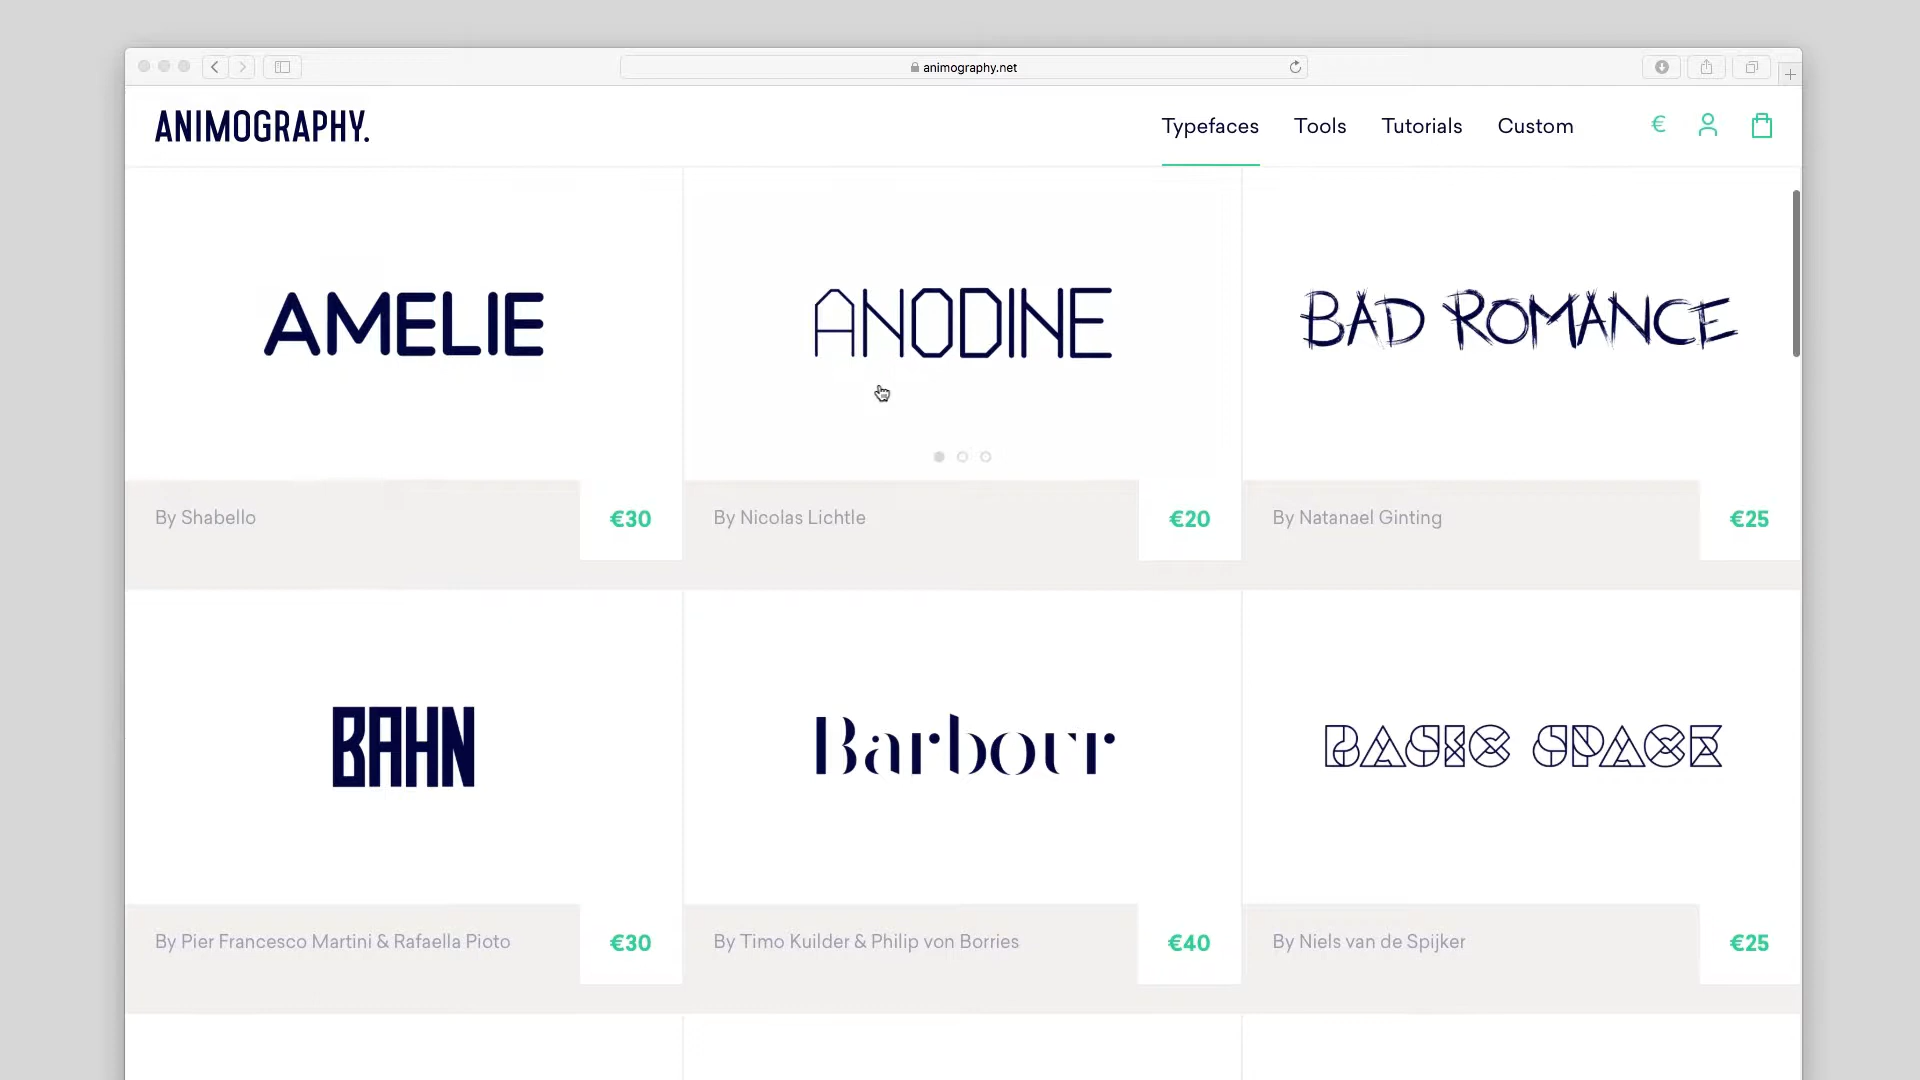 animography.net
ANIMOGRAPHY.
Typefaces
Tools
Tutorials
Custom
€
AMELIE
ANODINE
BAD ROMANCE
By Shabello
€30
By Nicolas Lichtle
€20
By Natanael Ginting
€25
BAHN
Barbour
BASIC SPACE
By Pier Francesco Martini & Rafaella Pioto
€30
By Timo Kuilder & Philip von Borries
€40
By Niels van de Spijker
€25